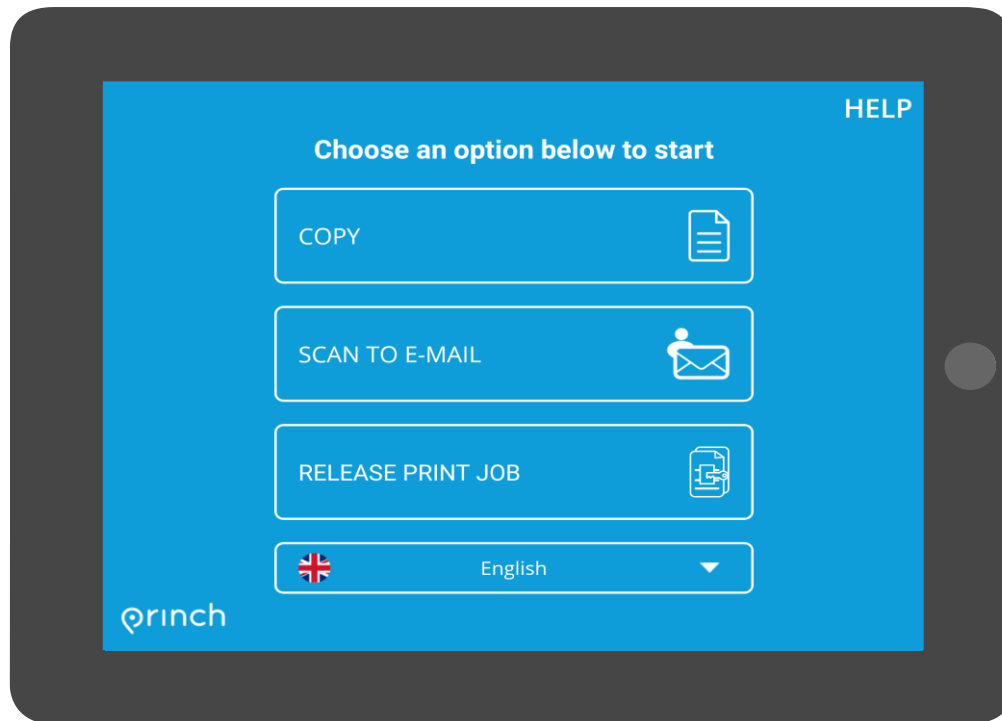 HELP
Choose an option below to start
COPY
SCAN TO E-MAIL
RELEASE PRINT JOB
English
princh